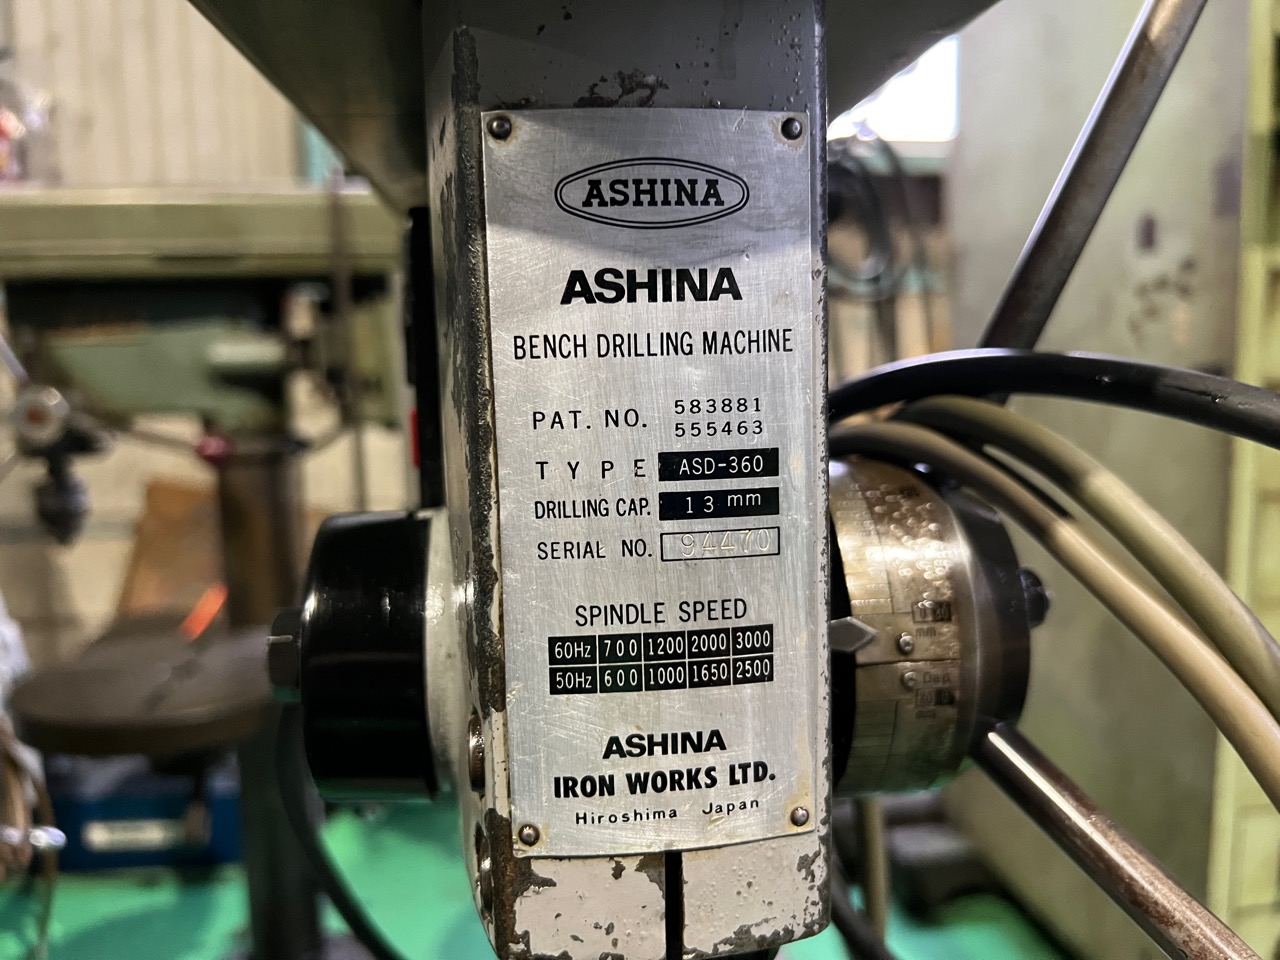 ASHINA
ASHINA
BENCH DRILLING MACHINE
PAT. NO. 583881
555463
TYPE ASD-360
DRILLING CAP. 13 mm
SERIAL NO. 94470
SPINDLE SPEED
60Hz 700 1200 2000 3000
50Hz 600 1000 1650 2500
ASHINA
IRON WORKS LTD.
Hiroshima Japan
mm